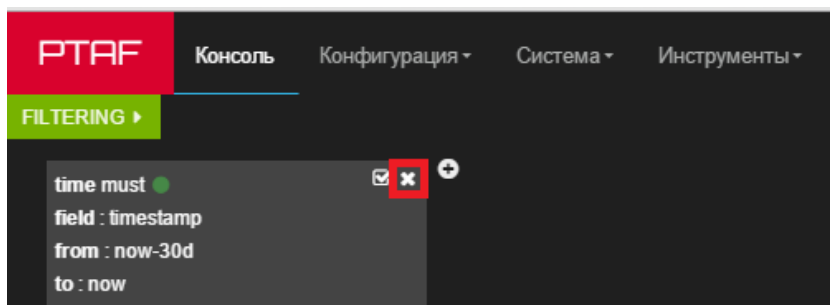 PTAF Консоль Конфигурация Система Инструменты
FILTERING
time must
field : timestamp
from : now-30d
to : now